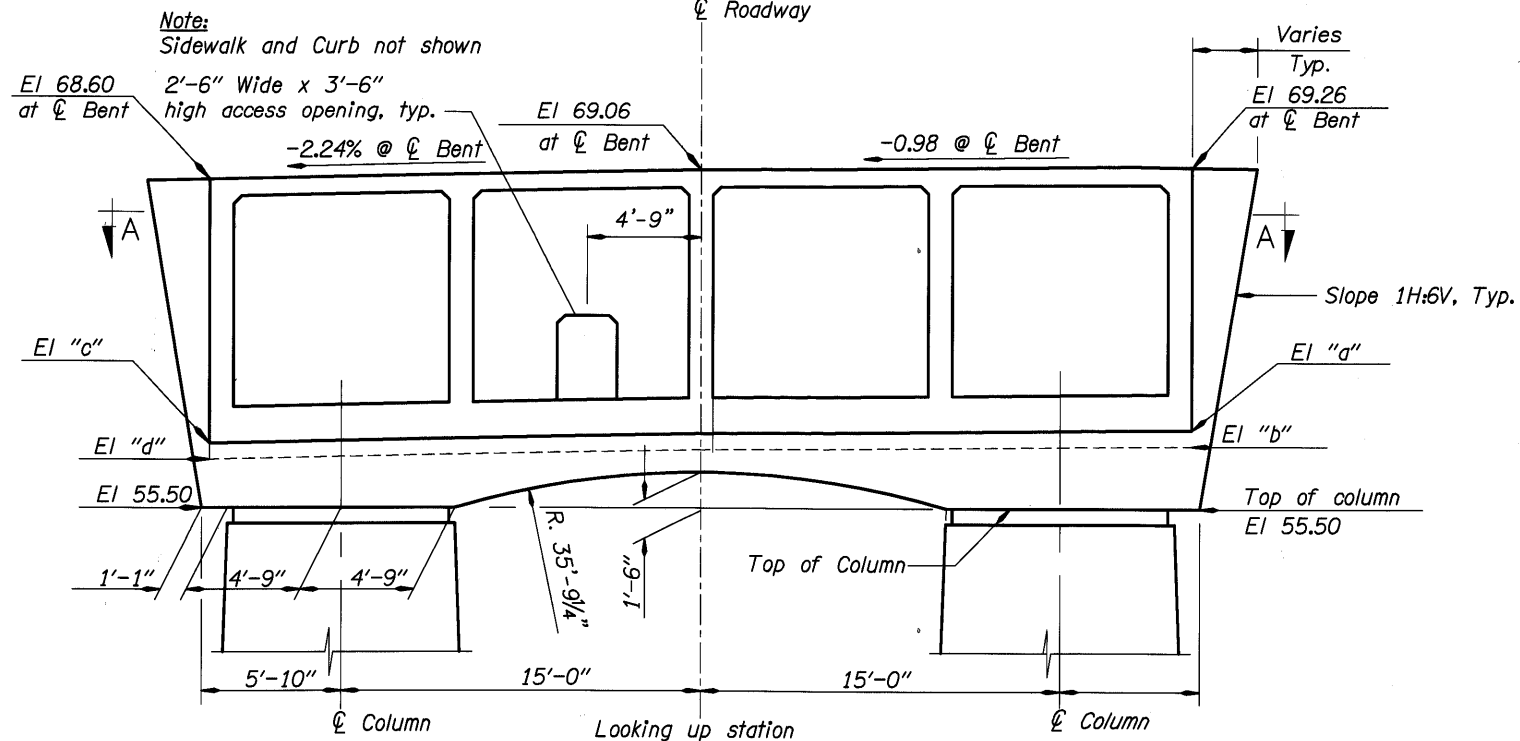 ℄ Roadway
Note:
Sidewalk and Curb not shown
Varies
Typ.
El 68.60
at ℄ Bent
2'-6" Wide x 3'-6"
high access opening, typ.
El 69.06
at ℄ Bent
El 69.26
at ℄ Bent
-2.24% @ ℄ Bent
-0.98 @ ℄ Bent
A
4'-9"
A
Slope 1H:6V, Typ.
El "c"
El "a"
El "d"
El "b"
El 55.50
Top of column
El 55.50
R. 35'-9¼"
1'-6"
Top of Column
1'-1"
4'-9"
4'-9"
5'-10"
15'-0"
15'-0"
℄ Column
Looking up station
℄ Column